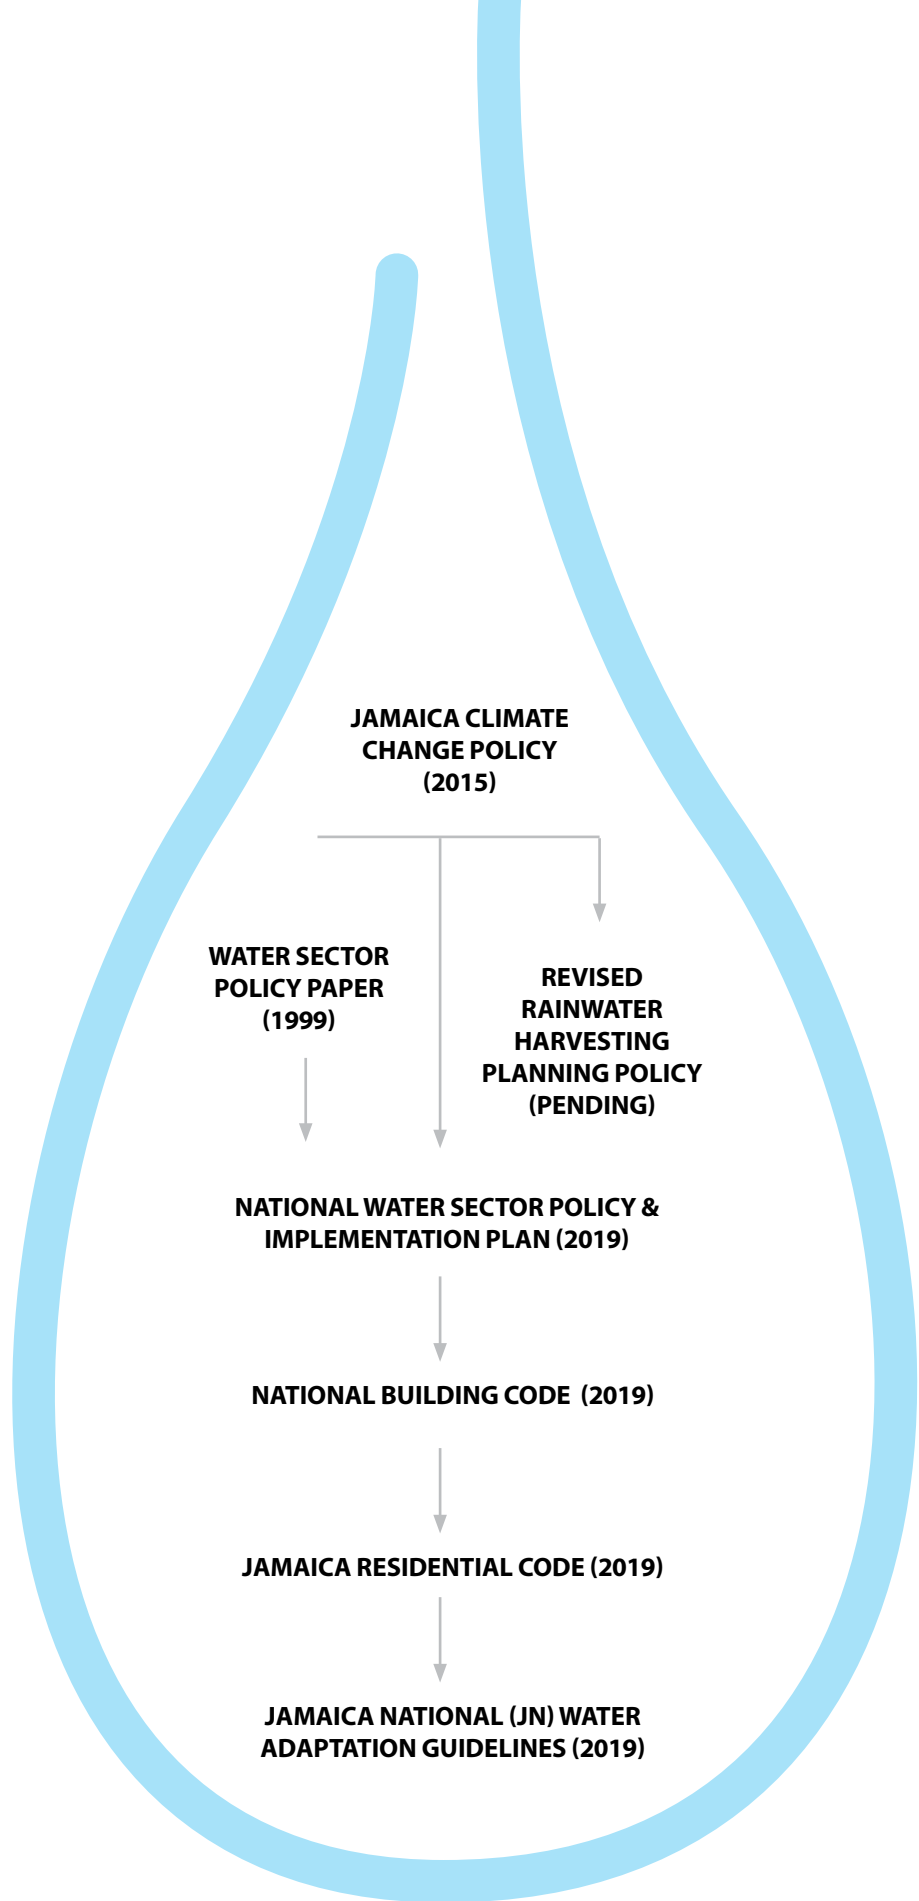 JAMAICA CLIMATE
CHANGE POLICY
(2015)
WATER SECTOR
POLICY PAPER
(1999)
REVISED
RAINWATER
HARVESTING
PLANNING POLICY
(PENDING)
NATIONAL WATER SECTOR POLICY &
IMPLEMENTATION PLAN (2019)
NATIONAL BUILDING CODE (2019)
JAMAICA RESIDENTIAL CODE (2019)
JAMAICA NATIONAL (JN) WATER
ADAPTATION GUIDELINES (2019)